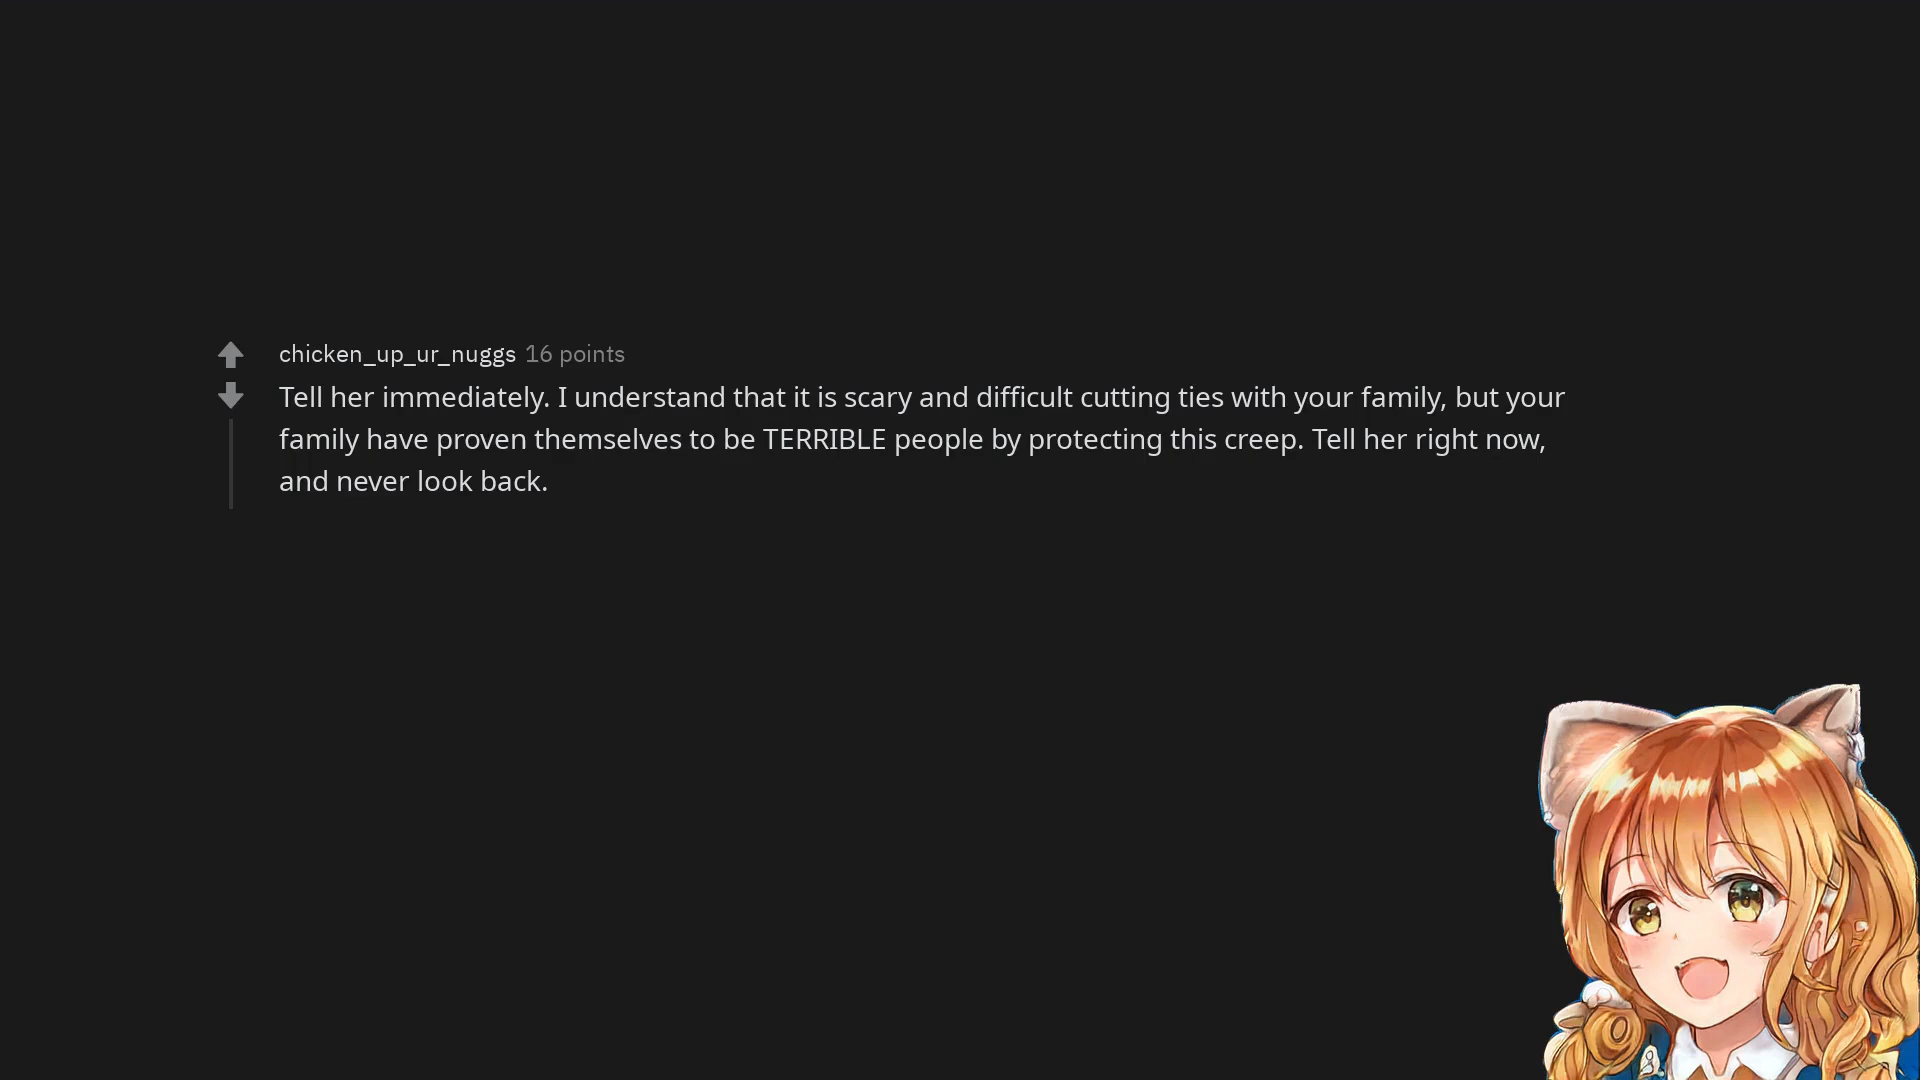 chicken_up_ur_nuggs 16 points
Tell her immediately. I understand that it is scary and difficult cutting ties with your family, but your
family have proven themselves to be TERRIBLE people by protecting this creep. Tell her right now,
and never look back.